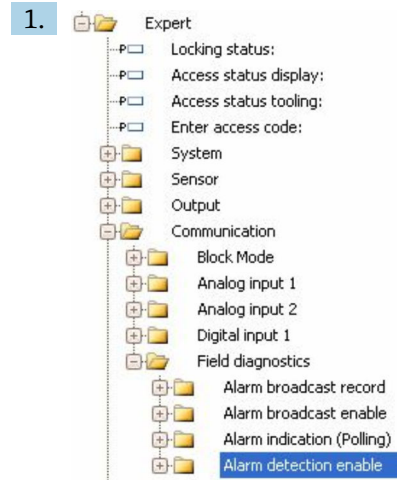 1.
Expert
Locking status:
Access status display:
Access status tooling:
Enter access code:
System
Sensor
Output
Communication
Block Mode
Analog input 1
Analog input 2
Digital input 1
Field diagnostics
Alarm broadcast record
Alarm broadcast enable
Alarm indication (Polling)
Alarm detection enable